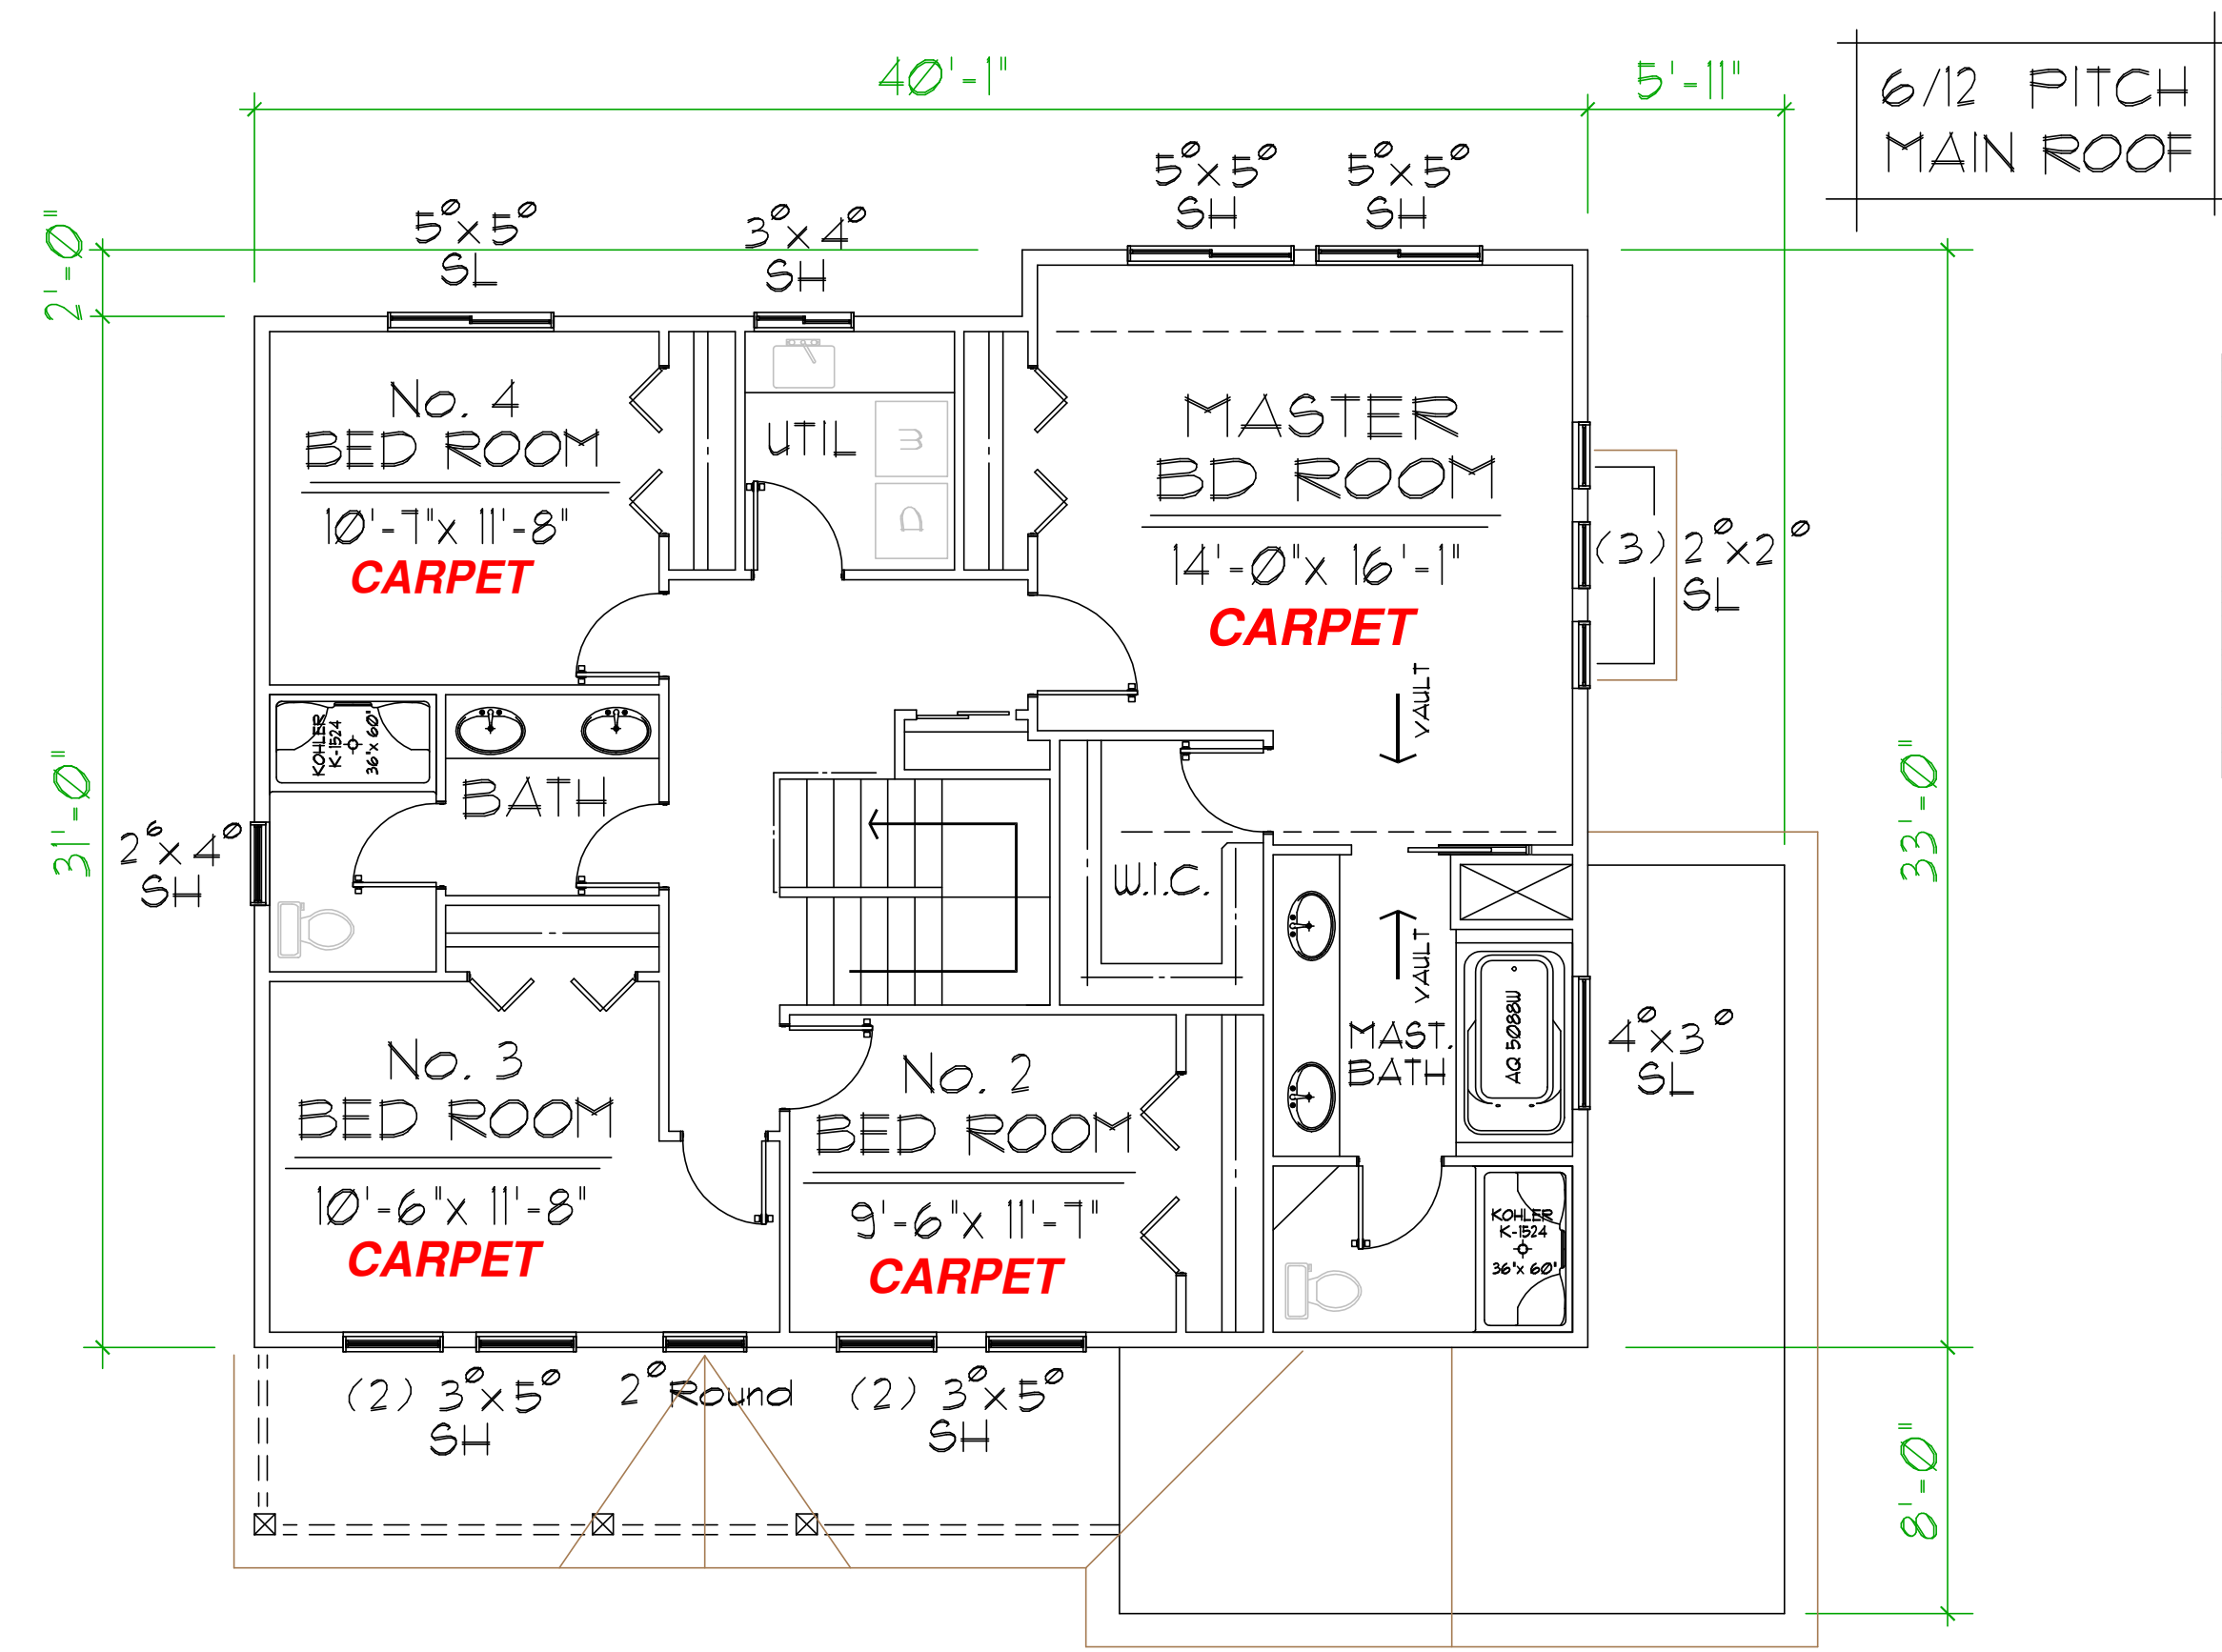 40'-1"
5'-11"
6/12 PITCH
MAIN ROOF
2'-0"
5⁰x5⁰
SL
3⁰x4⁰
SH
5⁰x5⁰
SH
5⁰x5⁰
SH
No. 4
BED ROOM
10'-7"x 11'-8"
CARPET
UTIL
W
D
MASTER
BD ROOM
14'-0"x 16'-1"
CARPET
(3) 2⁰x2⁰
SL
VAULT
KOHLER
K-1524
36"x 60"
BATH
31'-0"
33'-0"
2⁶x4⁰
SH
W.I.C.
VAULT
MAST.
BATH
AQ 5088W
4⁰x3⁰
SL
No. 3
BED ROOM
10'-6"x 11'-8"
CARPET
No. 2
BED ROOM
9'-6"x 11'-7"
CARPET
KOHLER
K-1524
36"x 60"
(2) 3⁰x5⁰
SH
2⁰Round
(2) 3⁰x5⁰
SH
8'-0"